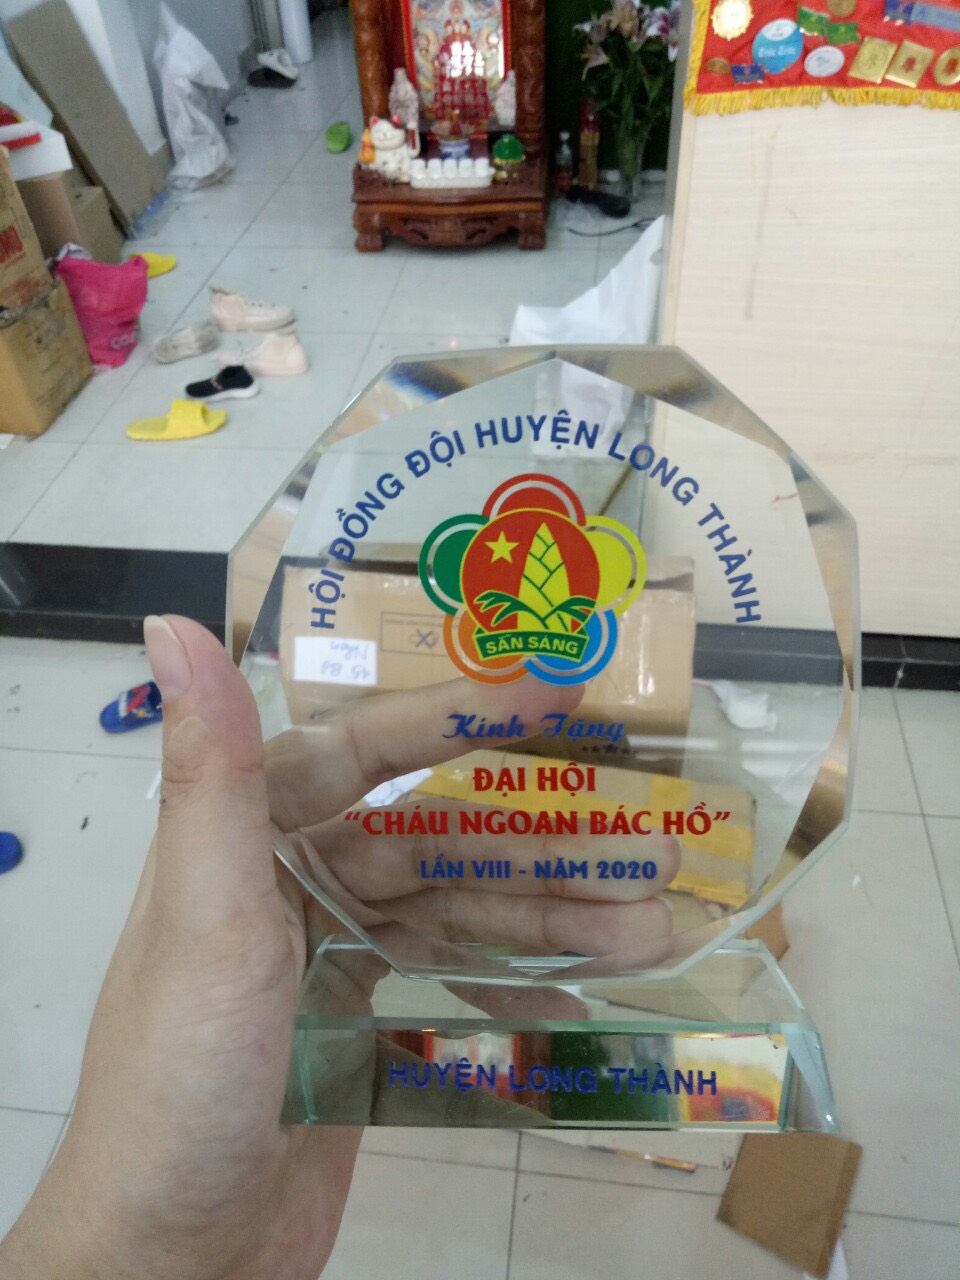 HỘI ĐỒNG ĐỘI HUYỆN LONG THÀNH
SẴN SÀNG
Kính Tặng
ĐẠI HỘI
“CHÁU NGOAN BÁC HỒ”
LẦN VIII - NĂM 2020
HUYỆN LONG THÀNH